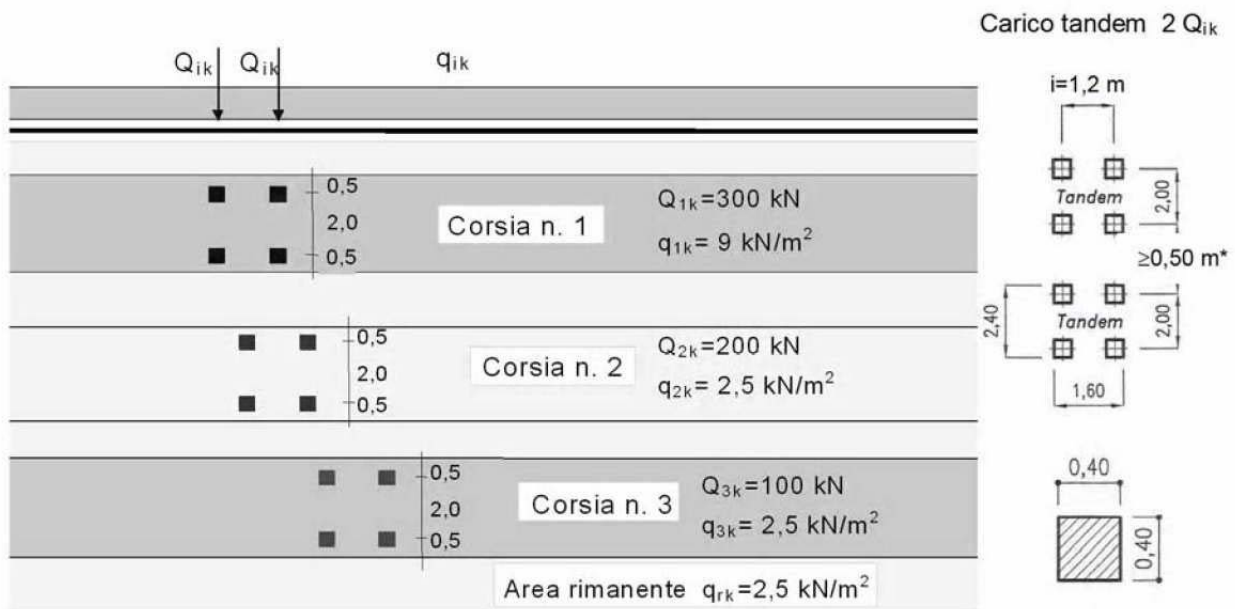 Carico tandem 2 Qik
Qik Qik qik
i=1,2 m
0,5
2,0
0,5
Corsia n. 1
Q1k=300 kN
q1k= 9 kN/m²
Tandem
2,00
≥0,50 m*
0,5
2,0
0,5
Corsia n. 2
Q2k=200 kN
q2k= 2,5 kN/m²
2,40
Tandem
2,00
1,60
0,5
2,0
0,5
Corsia n. 3
Q3k=100 kN
q3k= 2,5 kN/m²
0,40
0,40
Area rimanente qrk=2,5 kN/m²